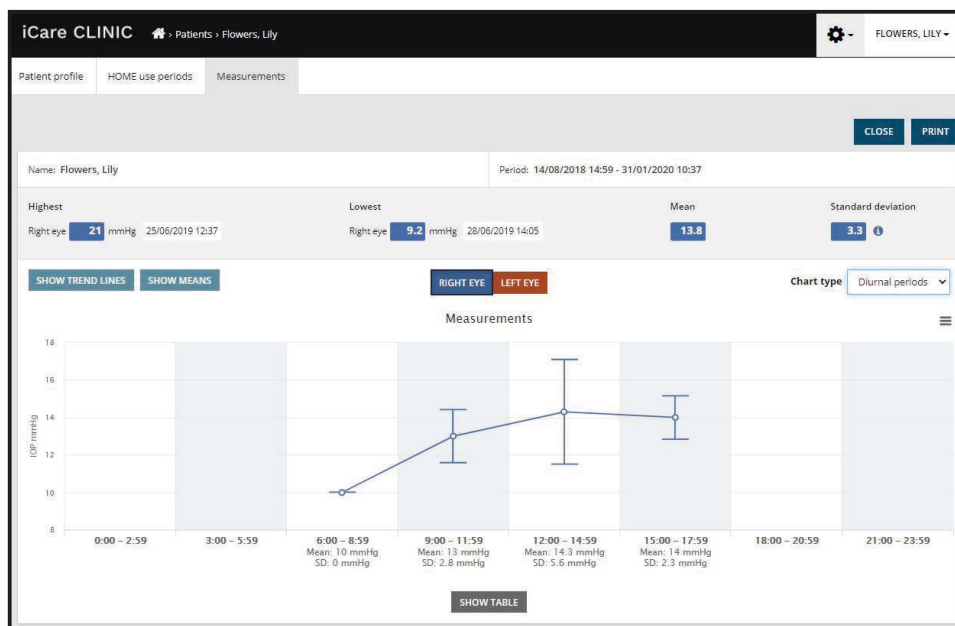 iCare CLINIC › Patients › Flowers, Lily FLOWERS, LILY
Patient profile HOME use periods Measurements
CLOSE PRINT
Name: Flowers, Lily Period: 14/08/2018 14:59 - 31/01/2020 10:37
Highest Lowest Mean Standard deviation
Right eye 21 mmHg 25/06/2019 12:37 Right eye 9.2 mmHg 28/06/2019 14:05 13.8 3.3 i
SHOW TREND LINES SHOW MEANS RIGHT EYE LEFT EYE Chart type Diurnal periods
Measurements
18
16
14
12
10
8
IOP mmHg
0:00 – 2:59 3:00 – 5:59 6:00 – 8:59 9:00 – 11:59 12:00 – 14:59 15:00 – 17:59 18:00 – 20:59 21:00 – 23:59
Mean: 10 mmHg Mean: 13 mmHg Mean: 14.3 mmHg Mean: 14 mmHg
SD: 0 mmHg SD: 2.8 mmHg SD: 5.6 mmHg SD: 2.3 mmHg
SHOW TABLE